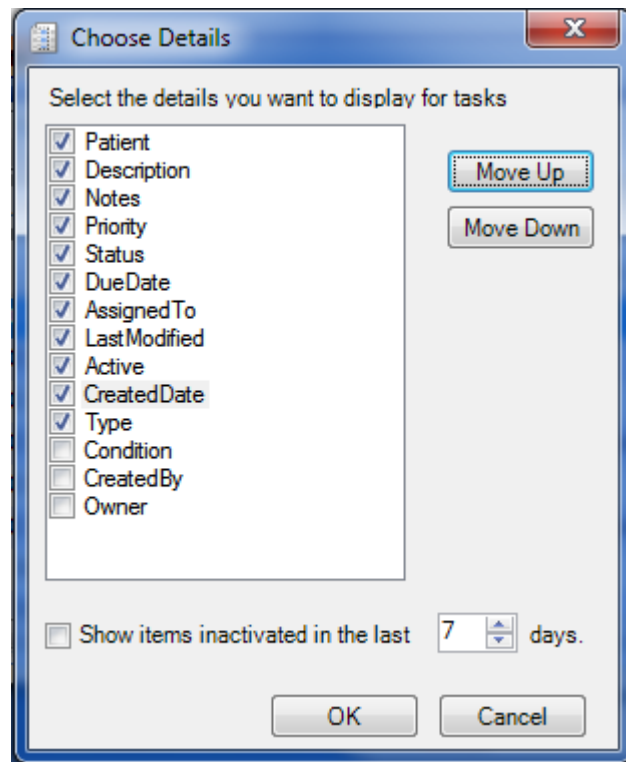 Choose Details
Select the details you want to display for tasks
Patient
Description
Notes
Priority
Status
DueDate
AssignedTo
LastModified
Active
CreatedDate
Type
Condition
CreatedBy
Owner
Move Up
Move Down
Show items inactivated in the last 7 days.
OK Cancel